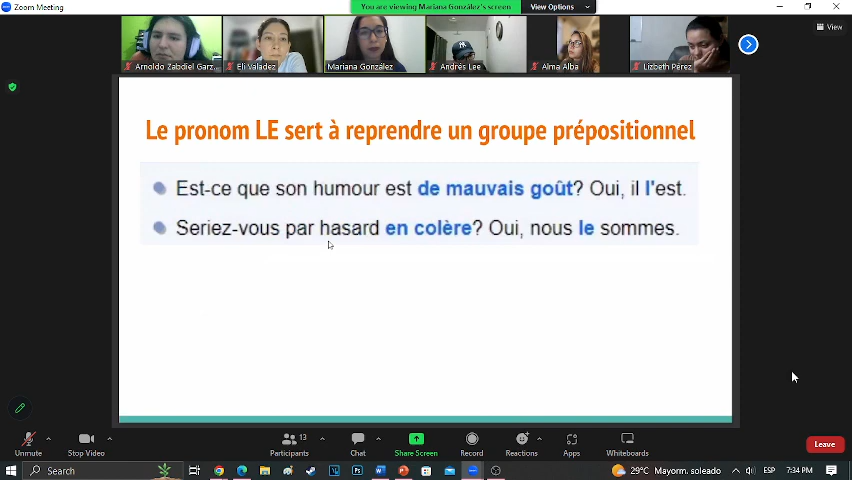 Zoom Meeting
You are viewing Mariana González's screen
View Options
View
Arnoldo Zabdiel Garz...
Eli Valadez
Mariana González
Andrés Lee
Alma Alba
Lizbeth Pérez
Le pronom LE sert à reprendre un groupe prépositionnel
Est-ce que son humour est de mauvais goût? Oui, il l'est.
Seriez-vous par hasard en colère? Oui, nous le sommes.
Unmute
Stop Video
13
Participants
Chat
Share Screen
Record
Reactions
Apps
Whiteboards
Leave
Search
29°C Mayorm. soleado
ESP
7:34 PM